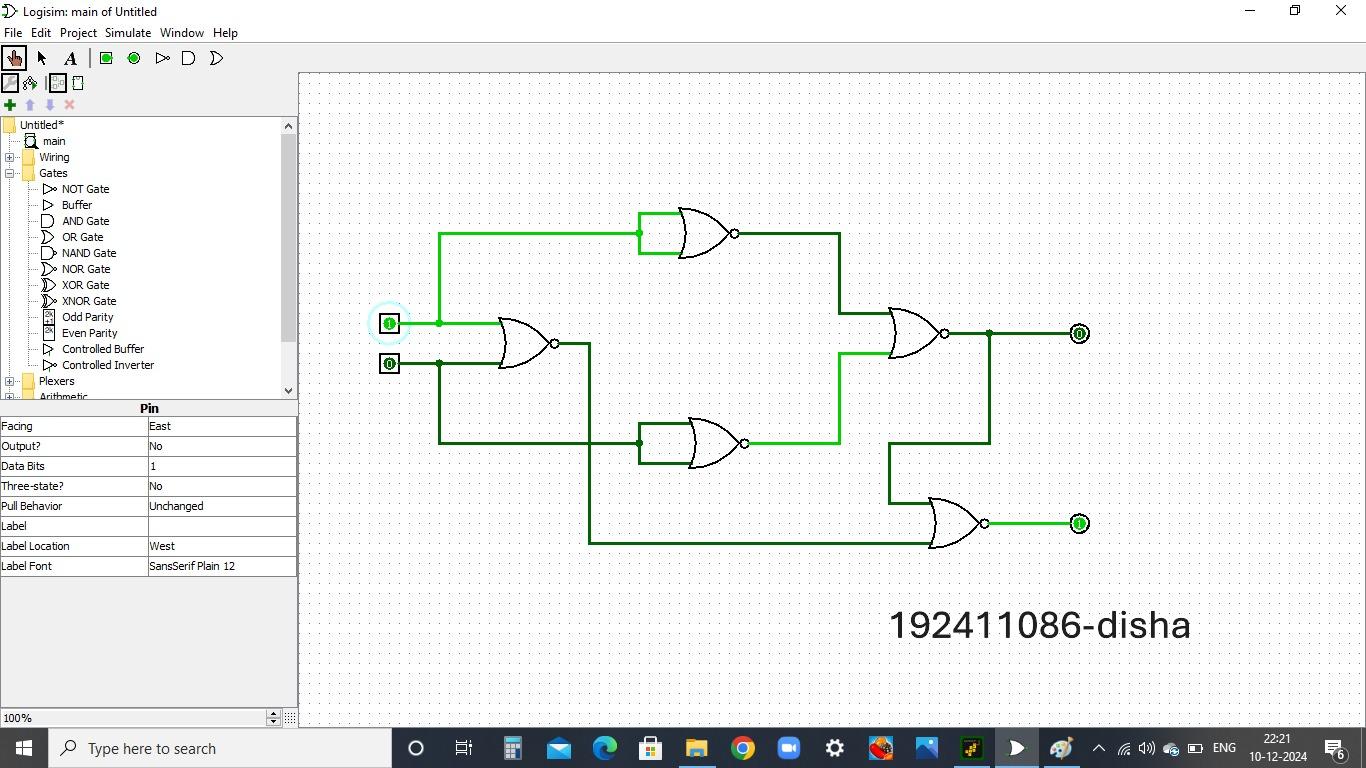 Logisim: main of Untitled
File Edit Project Simulate Window Help
A
Untitled*
main
Wiring
Gates
NOT Gate
Buffer
AND Gate
OR Gate
NAND Gate
NOR Gate
XOR Gate
XNOR Gate
Odd Parity
Even Parity
Controlled Buffer
Controlled Inverter
Plexers
Arithmetic
Pin
Facing East
Output? No
Data Bits 1
Three-state? No
Pull Behavior Unchanged
Label
Label Location West
Label Font SansSerif Plain 12
100%
1
0
0
1
192411086-disha
Type here to search
ENG
22:21
10-12-2024
6